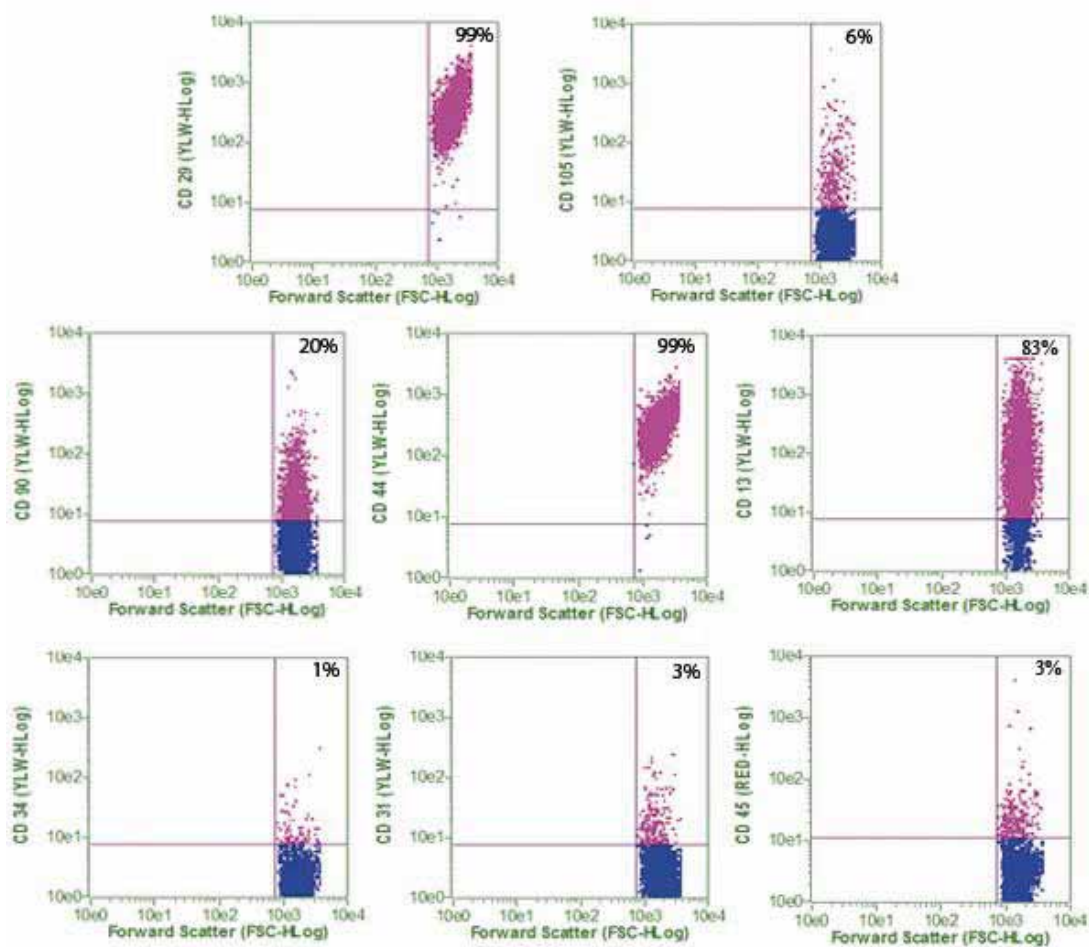 10e4
99%
10e3
10e2
10e1
10e0
CD 29 (YLW-HLog)
10e0 10e1 10e2 10e3 10e4
Forward Scatter (FSC-HLog)
10e4
6%
10e3
10e2
10e1
10e0
CD 105 (YLW-HLog)
10e0 10e1 10e2 10e3 10e4
Forward Scatter (FSC-HLog)
10e4
20%
10e3
10e2
10e1
10e0
CD 90 (YLW-HLog)
10e0 10e1 10e2 10e3 10e4
Forward Scatter (FSC-HLog)
10e4
99%
10e3
10e2
10e1
10e0
CD 44 (YLW-HLog)
10e0 10e1 10e2 10e3 10e4
Forward Scatter (FSC-HLog)
10e4
83%
10e3
10e2
10e1
10e0
CD 13 (YLW-HLog)
10e0 10e1 10e2 10e3 10e4
Forward Scatter (FSC-HLog)
10e4
1%
10e3
10e2
10e1
10e0
CD 34 (YLW-HLog)
10e0 10e1 10e2 10e3 10e4
Forward Scatter (FSC-HLog)
10e4
3%
10e3
10e2
10e1
10e0
CD 31 (YLW-HLog)
10e0 10e1 10e2 10e3 10e4
Forward Scatter (FSC-HLog)
10e4
3%
10e3
10e2
10e1
10e0
CD 45 (RED-HLog)
10e0 10e1 10e2 10e3 10e4
Forward Scatter (FSC-HLog)